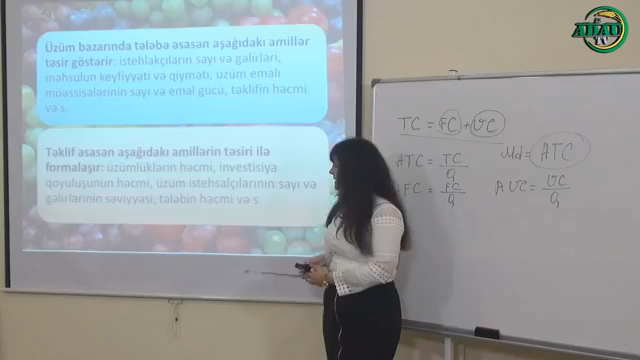 Üzüm bazarında tələbə əsasən aşağıdakı amillər
təsir göstərir: istehlakçıların sayı və gəlirləri,
məhsulun keyfiyyəti və qiyməti, üzüm emalı
müəssisələrinin sayı və emal gücü, təklifin həcmi
və s.
Təklif əsasən aşağıdakı amillərin təsiri ilə
formalaşır: üzümlüklərin həcmi, investisiya
qoyuluşunun həcmi, üzüm istehsalçılarının sayı və
gəlirlərinin səviyyəsi, tələbin həcmi və s.
TC = FC + VC
ATC = TC/Q
Md = ATC
FC = FC/Q
AVC = VC/Q
ADAU
TV